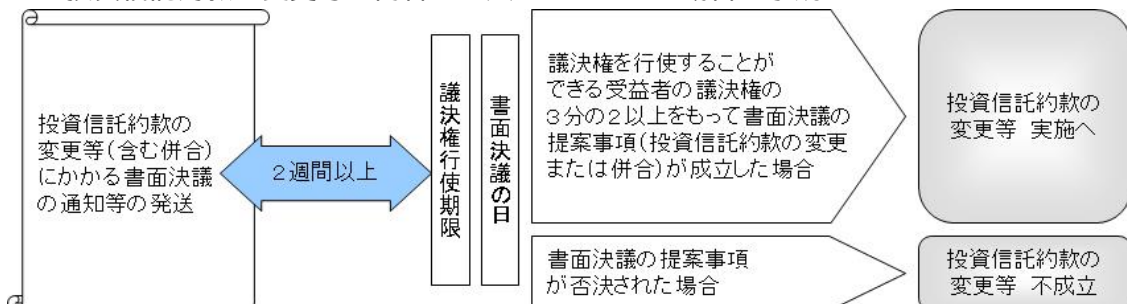 投資信託約款の
変更等(含む併合)
にかかる書面決議
の通知等の発送
2週間以上
議決権行使期限
書面決議の日
議決権を行使することが
できる受益者の議決権の
3分の2以上をもって書面決議の
提案事項(投資信託約款の変更
または併合)が成立した場合
投資信託約款の
変更等 実施へ
書面決議の提案事項
が否決された場合
投資信託約款の
変更等 不成立